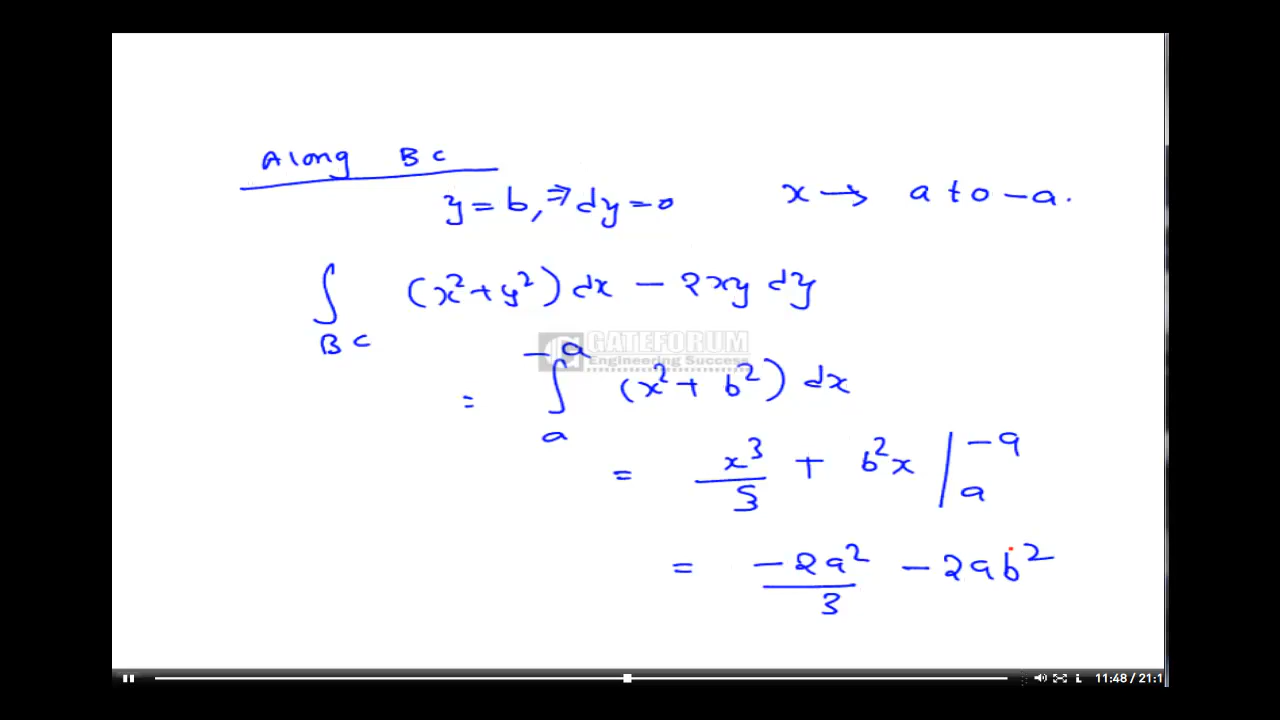 Along BC
y = b, ⇒ dy = 0 x → a to -a.
∫BC (x²+y²) dx - 2xy dy
GATEFORUM
Engineering Success
= ∫a^-a (x²+ b²) dx
= x³/3 + b²x |a^-a
= -2a²/3 - 2ab²
11:48 / 21:1